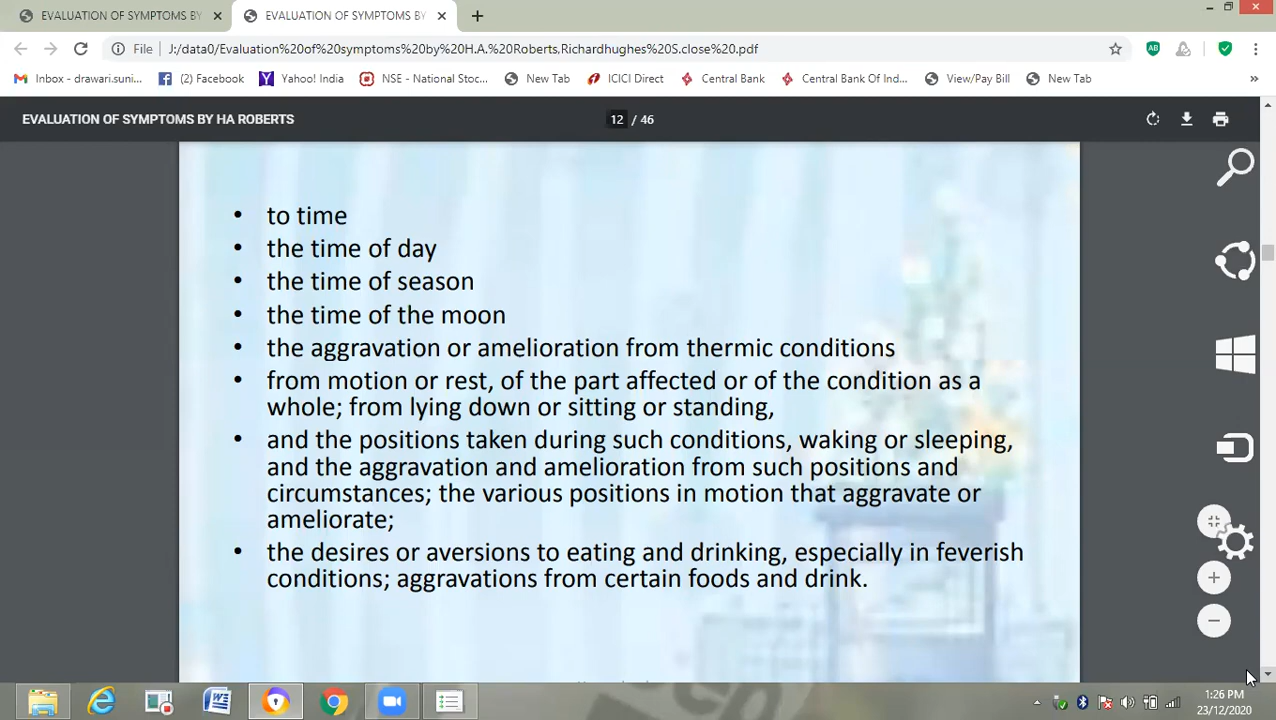 EVALUATION OF SYMPTOMS BY
EVALUATION OF SYMPTOMS BY
File
J:/data0/Evaluation%20of%20symptoms%20by%20H.A.%20Roberts.Richardhughes%20S.close%20.pdf
AB
Inbox - drawari.suni...
(2) Facebook
Yahoo! India
NSE - National Stoc...
New Tab
ICICI Direct
Central Bank
Central Bank Of Ind...
View/Pay Bill
New Tab
»
EVALUATION OF SYMPTOMS BY HA ROBERTS
12 / 46
• to time
• the time of day
• the time of season
• the time of the moon
• the aggravation or amelioration from thermic conditions
• from motion or rest, of the part affected or of the condition as a
whole; from lying down or sitting or standing,
• and the positions taken during such conditions, waking or sleeping,
and the aggravation and amelioration from such positions and
circumstances; the various positions in motion that aggravate or
ameliorate;
• the desires or aversions to eating and drinking, especially in feverish
conditions; aggravations from certain foods and drink.
1:26 PM
23/12/2020